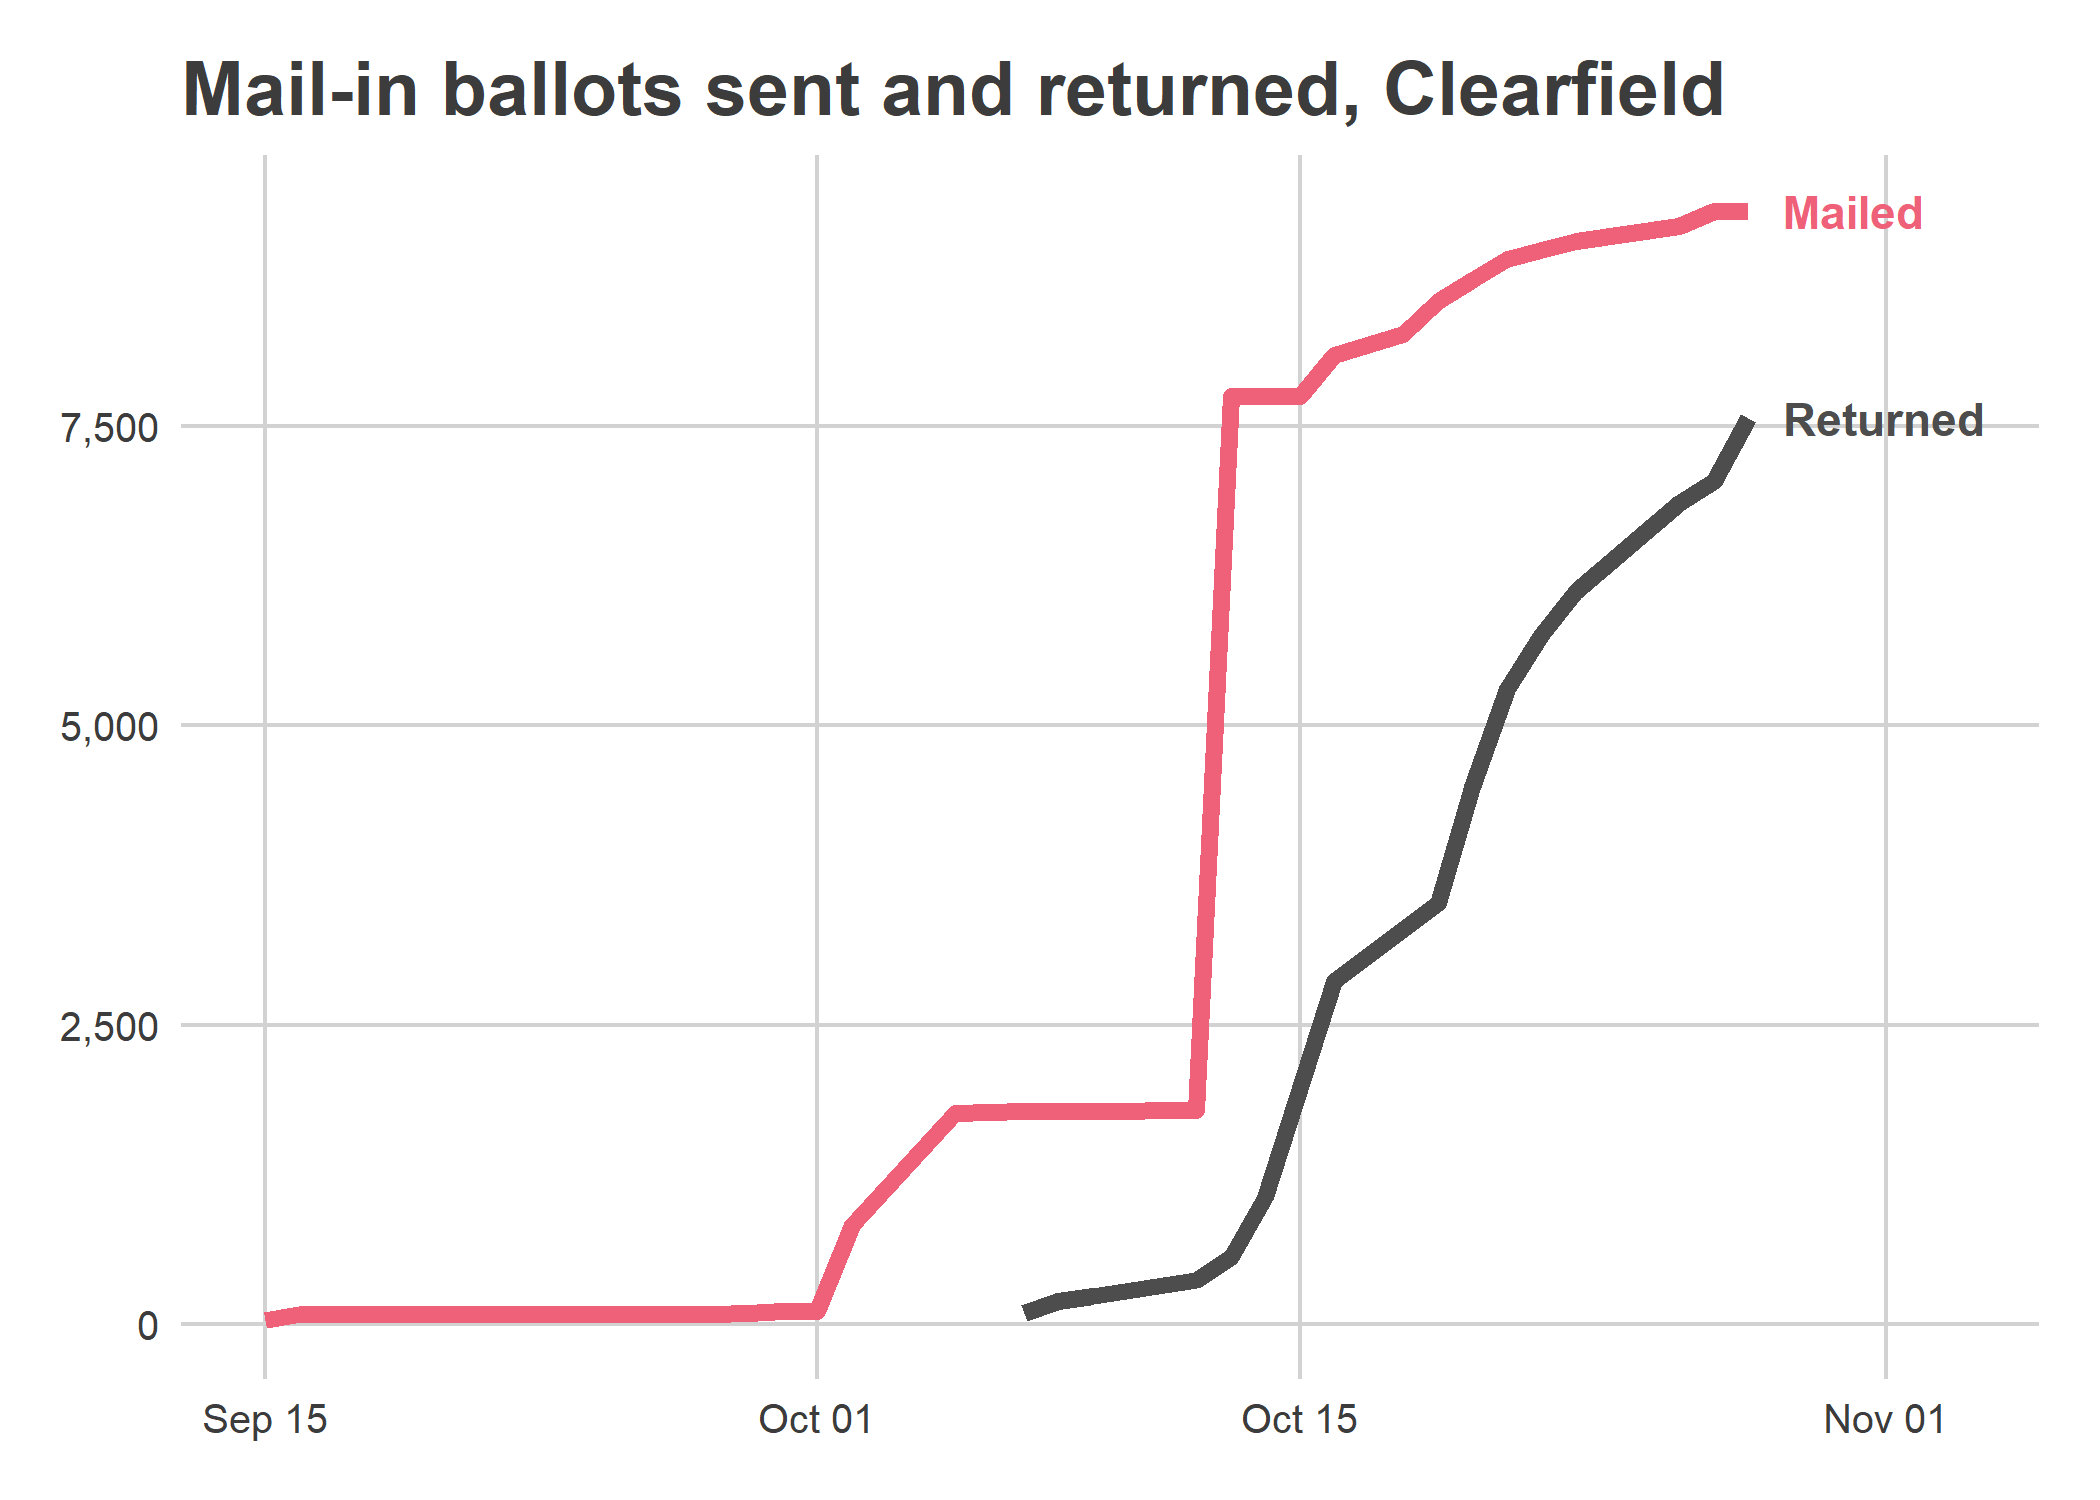 Mail-in ballots sent and returned, Clearfield
Mailed
Returned
7,500
5,000
2,500
0
Sep 15
Oct 01
Oct 15
Nov 01